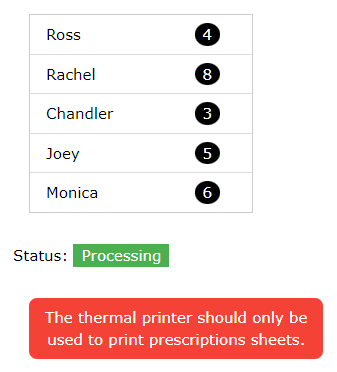 Ross 4
Rachel 8
Chandler 3
Joey 5
Monica 6
Status: Processing
The thermal printer should only be
used to print prescriptions sheets.